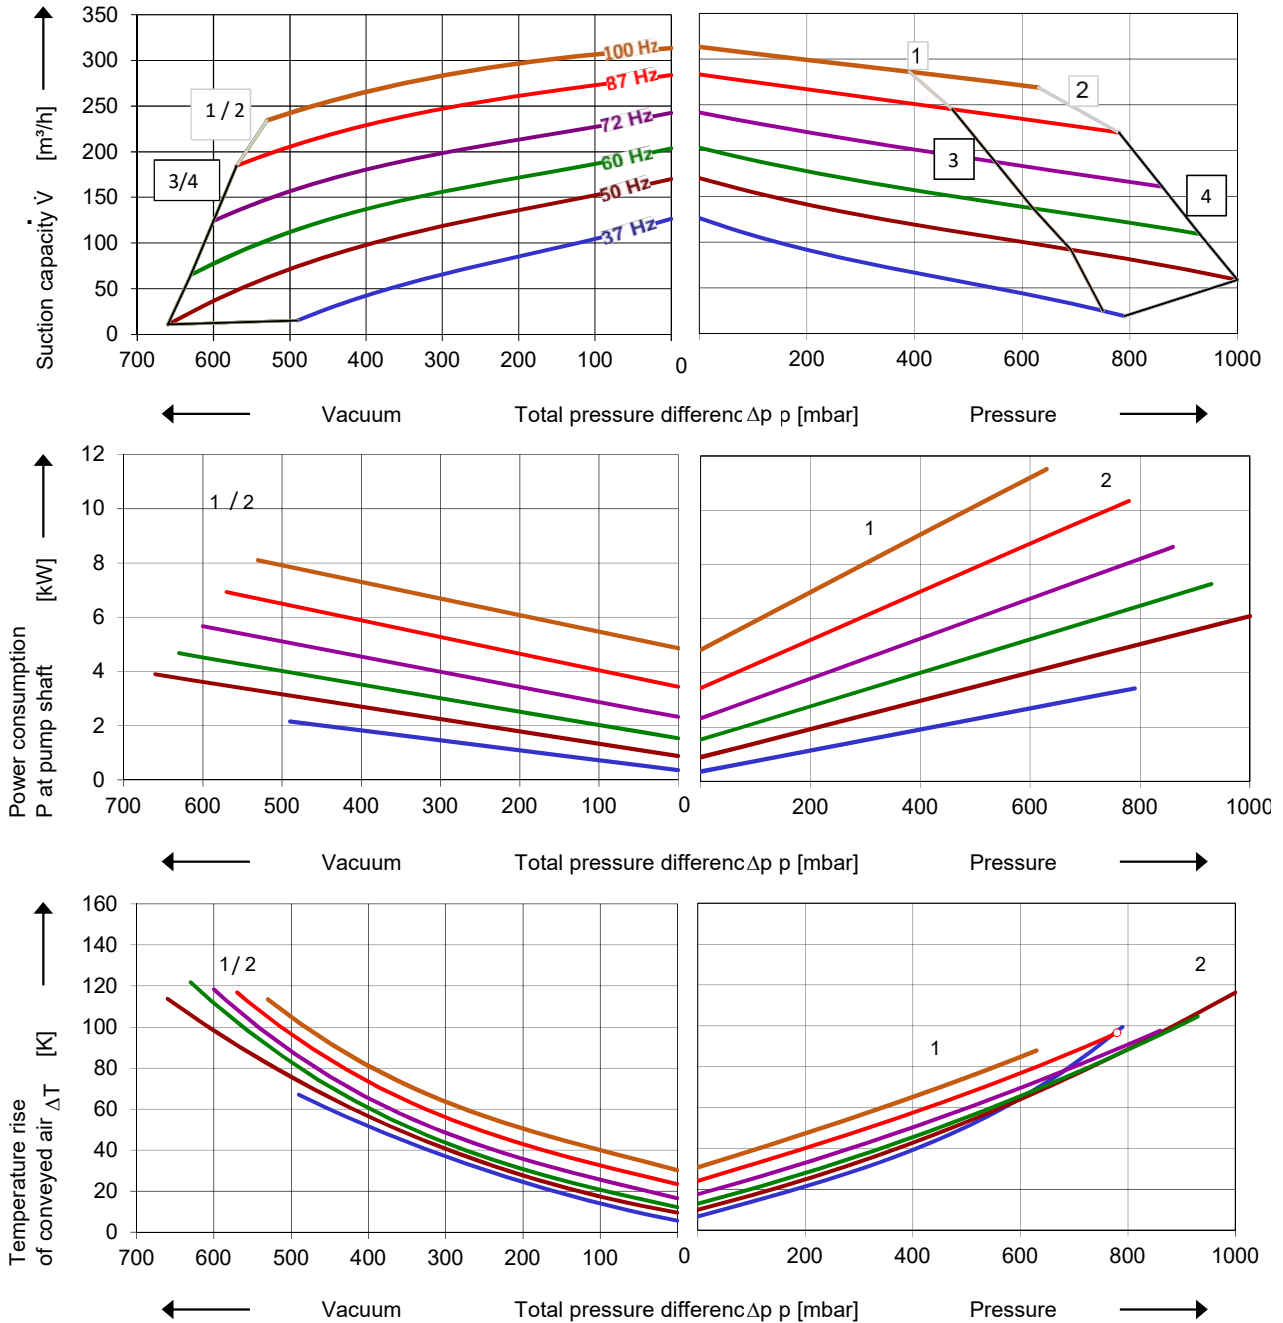 350
300
250
200
150
100
50
0
Suction capacity V̇ [m³/h]
100 Hz
87 Hz
72 Hz
60 Hz
50 Hz
37 Hz
1 / 2
3/4
1
2
3
4
700 600 500 400 300 200 100 0 200 400 600 800 1000
Vacuum Total pressure differenc Δp p [mbar] Pressure
12
10
8
6
4
2
0
Power consumption
P at pump shaft [kW]
1 / 2
1
2
700 600 500 400 300 200 100 0 200 400 600 800 1000
Vacuum Total pressure differenc Δp p [mbar] Pressure
160
140
120
100
80
60
40
20
0
Temperature rise
of conveyed air ΔT [K]
1/ 2
1
2
700 600 500 400 300 200 100 0 200 400 600 800 1000
Vacuum Total pressure differenc Δp p [mbar] Pressure